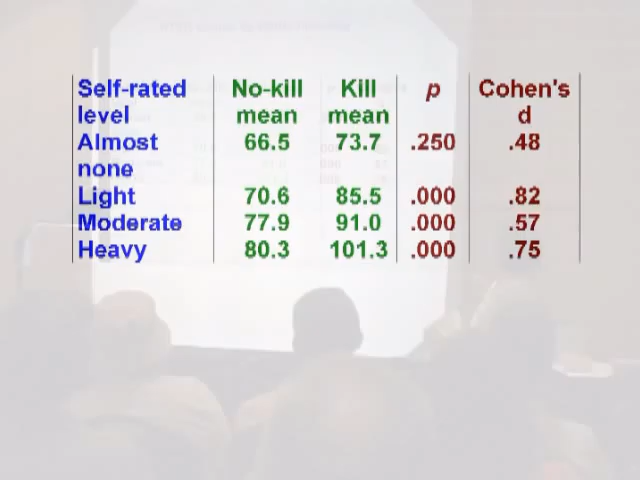 Self-rated level No-kill mean Kill mean p Cohen's d
Almost none 66.5 73.7 .250 .48
Light 70.6 85.5 .000 .82
Moderate 77.9 91.0 .000 .57
Heavy 80.3 101.3 .000 .75